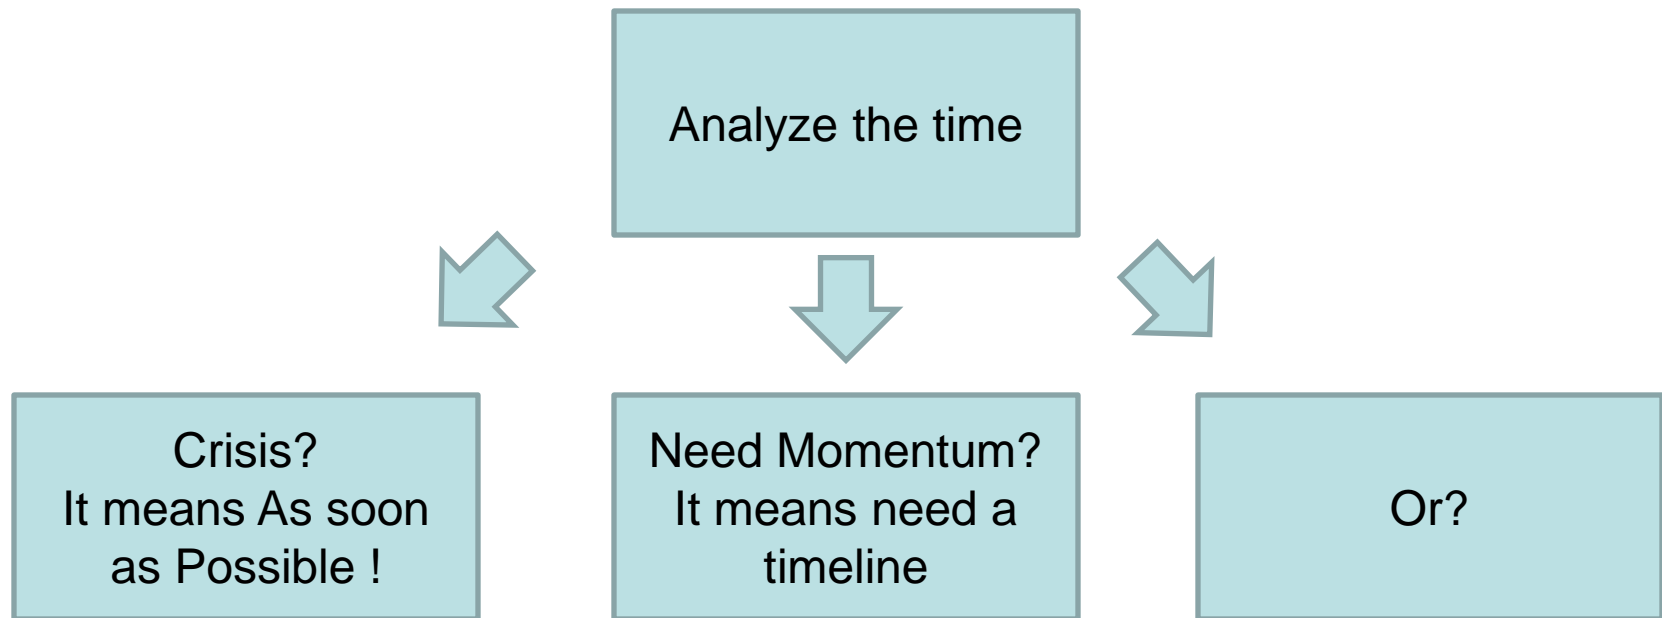 Analyze the time
Crisis?
It means As soon
as Possible !
Need Momentum?
It means need a
timeline
Or?